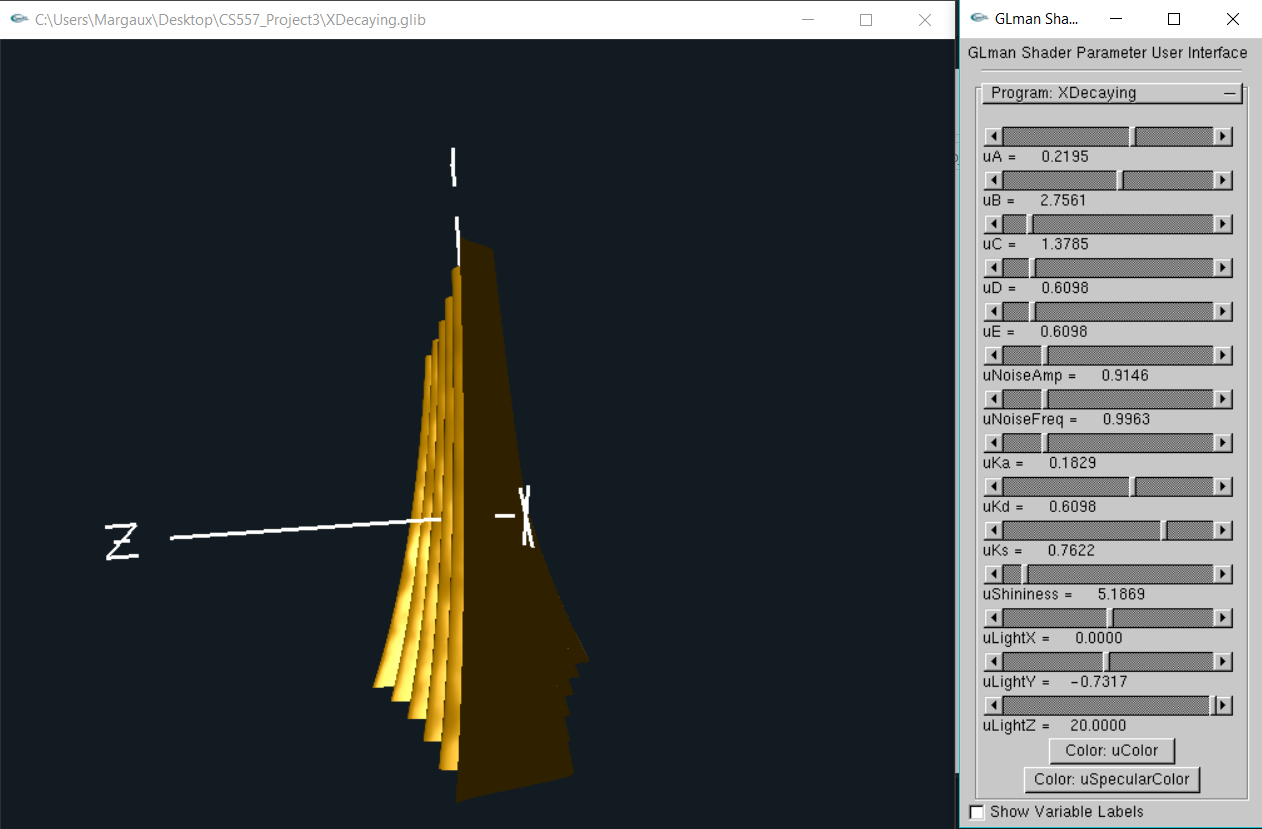 C:\Users\Margaux\Desktop\CS557_Project3\XDecaying.glib
GLman Sha...
GLman Shader Parameter User Interface
Program: XDecaying
uA = 0.2195
uB = 2.7561
uC = 1.3785
uD = 0.6098
uE = 0.6098
uNoiseAmp = 0.9146
uNoiseFreq = 0.9963
uKa = 0.1829
uKd = 0.6098
uKs = 0.7622
uShininess = 5.1869
uLightX = 0.0000
uLightY = -0.7317
uLightZ = 20.0000
Color: uColor
Color: uSpecularColor
Show Variable Labels
Z
X